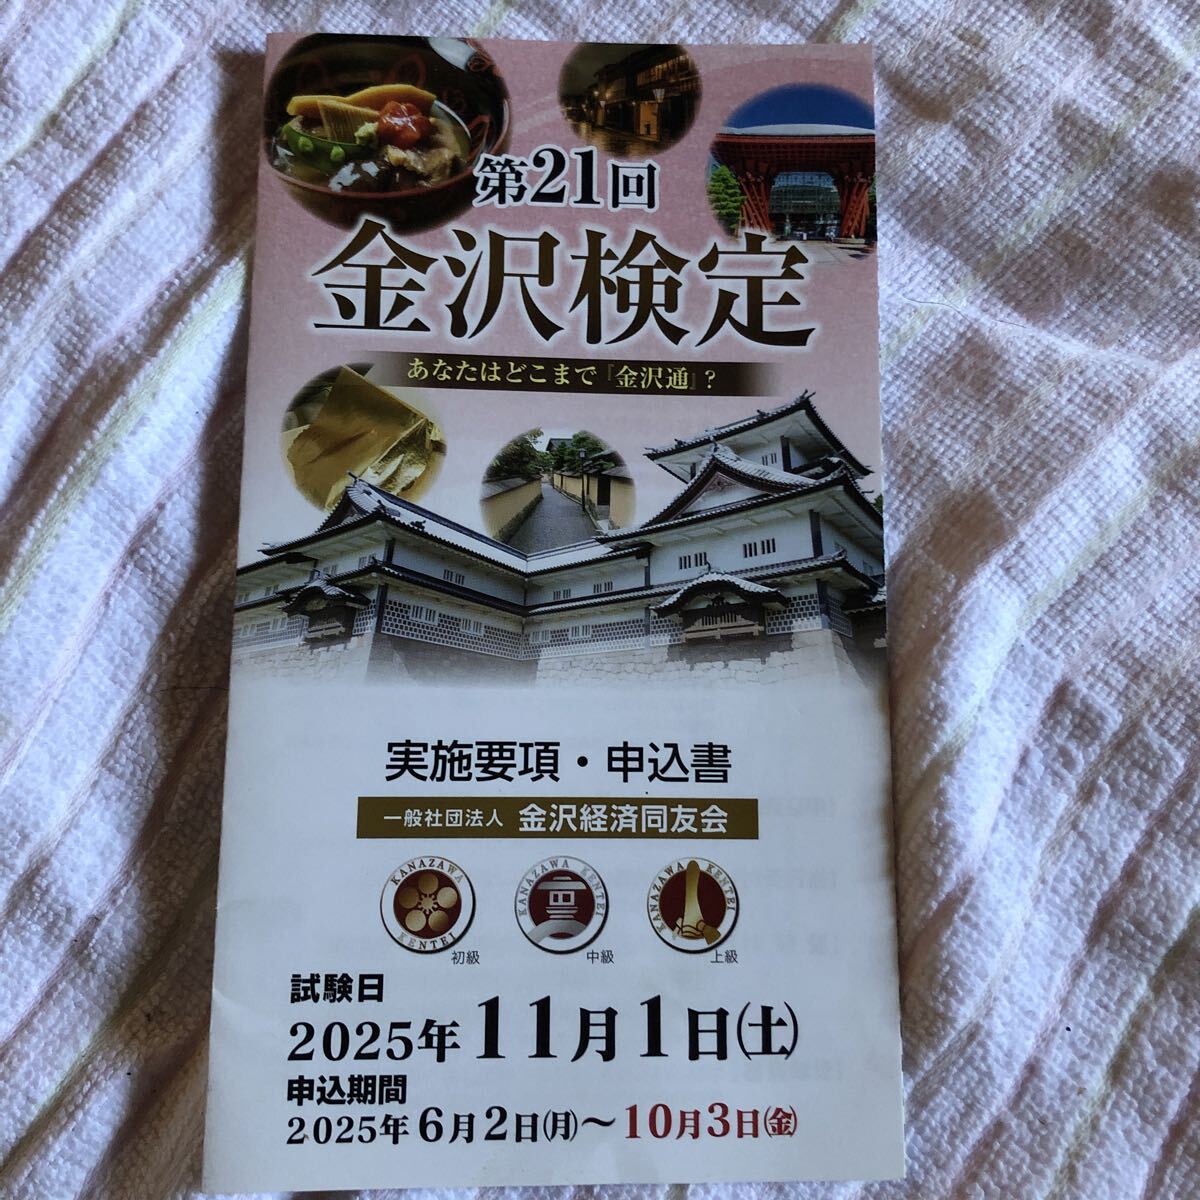 第21回
金沢検定
あなたはどこまで『金沢通』?
実施要項・申込書
一般社団法人 金沢経済同友会
KANAZAWA KENTEI
初級
KANAZAWA KENTEI
中級
KANAZAWA KENTEI
上級
試験日
2025年 11月1日(土)
申込期間
2025年6月2日(月)〜10月3日(金)